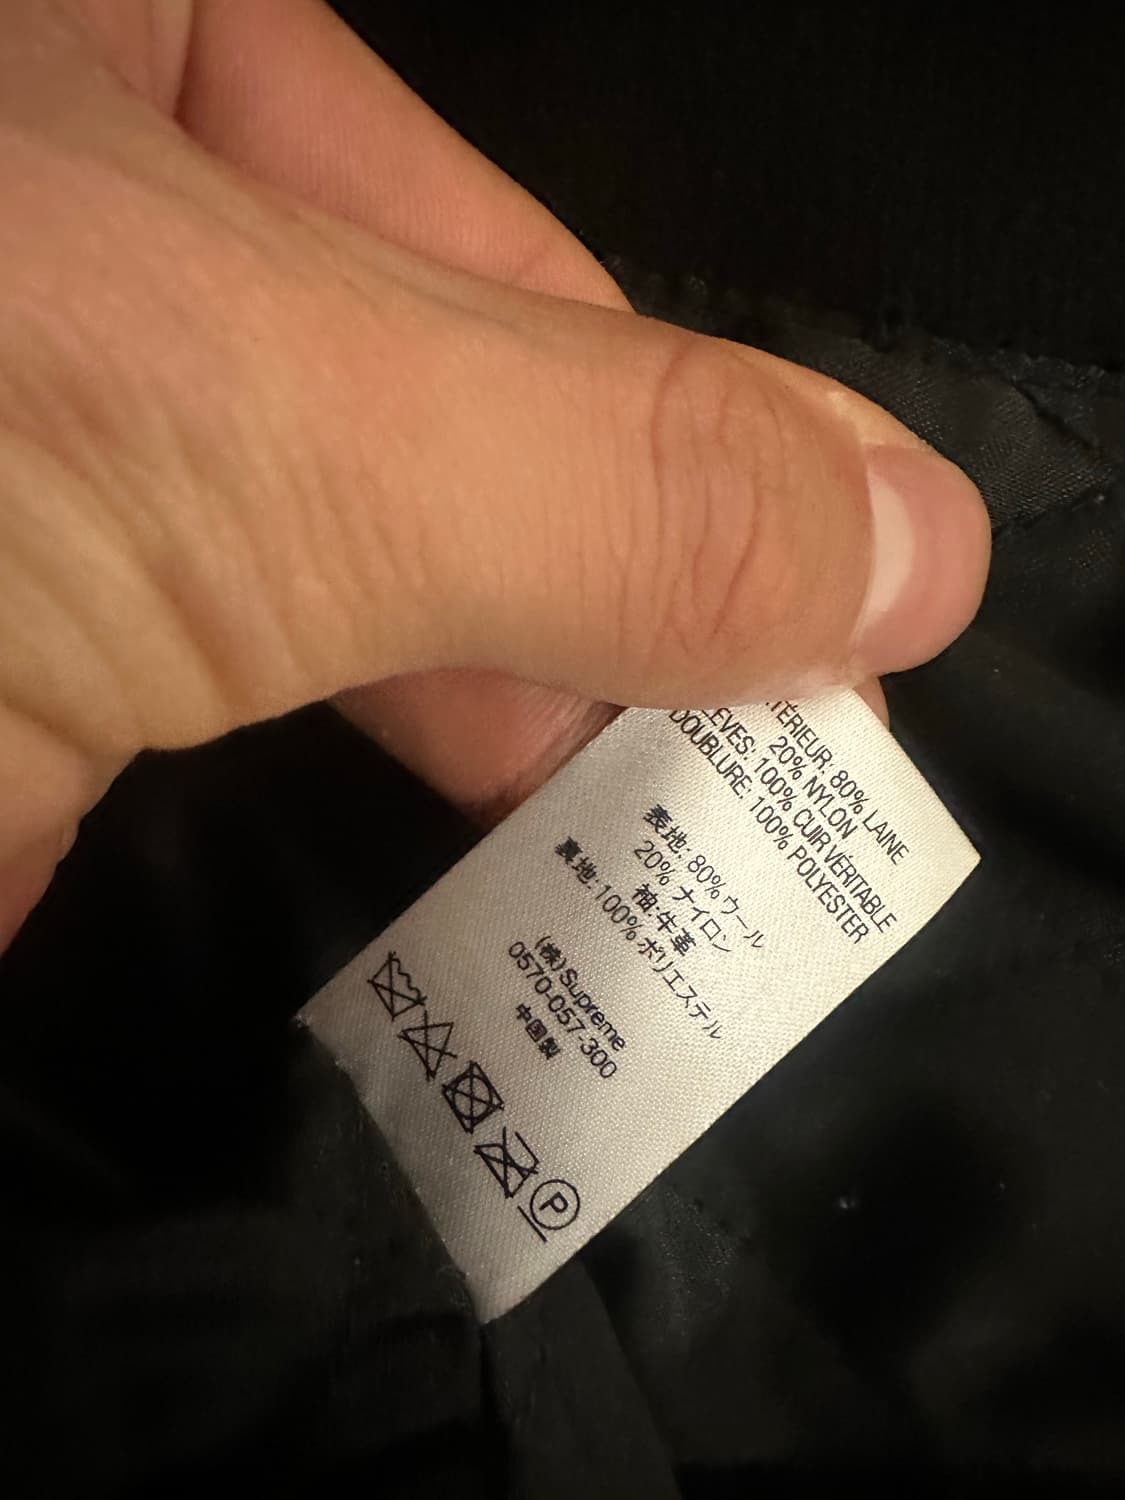 TÉRIEUR: 80% LAINE
20% NYLON
EVES: 100% CUIR VÉRITABLE
DOUBLURE: 100% POLYESTER
表地: 80% ウール
20% ナイロン
袖:牛革
裏地:100% ポリエステル
(株)Supreme
0570-057-300
中国製
P